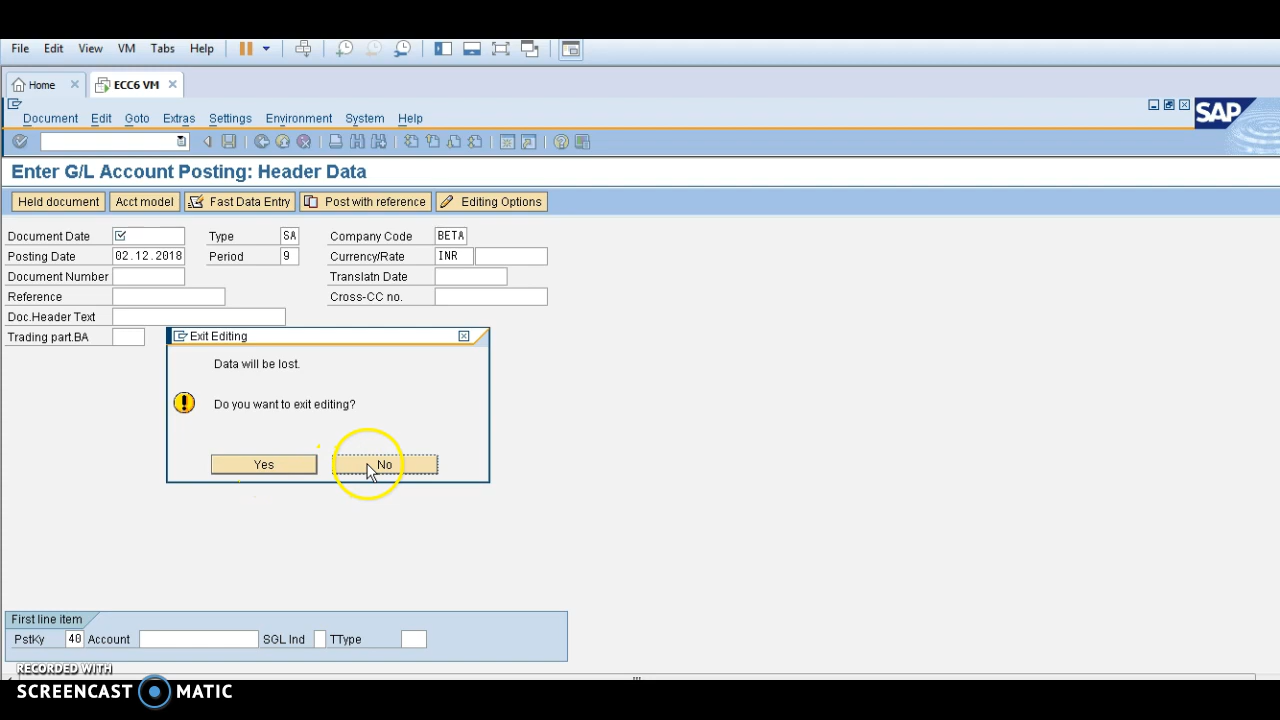 File Edit View VM Tabs Help
Home ECC6 VM
Document Edit Goto Extras Settings Environment System Help
SAP
Enter G/L Account Posting: Header Data
Held document Acct model Fast Data Entry Post with reference Editing Options
Document Date Type SA Company Code BETA
Posting Date 02.12.2018 Period 9 Currency/Rate INR
Document Number Translatn Date
Reference Cross-CC no.
Doc.Header Text
Trading part.BA
Exit Editing
Data will be lost.
Do you want to exit editing?
Yes No
First line item
PstKy 40 Account SGL Ind TType
RECORDED WITH
SCREENCAST MATIC